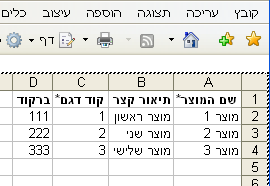 קובץ עריכה תצוגה הוספה עיצוב כלים
דף
A B C D
1 שם המוצר* תיאור קצר קוד דגם* ברקוד
2 מוצר 1 מוצר ראשון 1 111
3 מוצר 2 מוצר שני 2 222
4 מוצר 3 מוצר שלישי 3 333
5